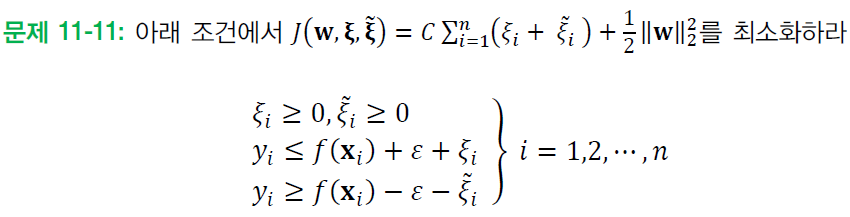 문제 11-11: 아래 조건에서 J(𝐰, 𝛏, 𝛏̃) = C ∑ⁿᵢ₌₁(ξᵢ + ξ̃ᵢ) + ½‖𝐰‖₂²를 최소화하라
ξᵢ ≥ 0, ξ̃ᵢ ≥ 0
yᵢ ≤ f(𝐱ᵢ) + ε + ξᵢ } i = 1,2, ⋯ , n
yᵢ ≥ f(𝐱ᵢ) − ε − ξ̃ᵢ